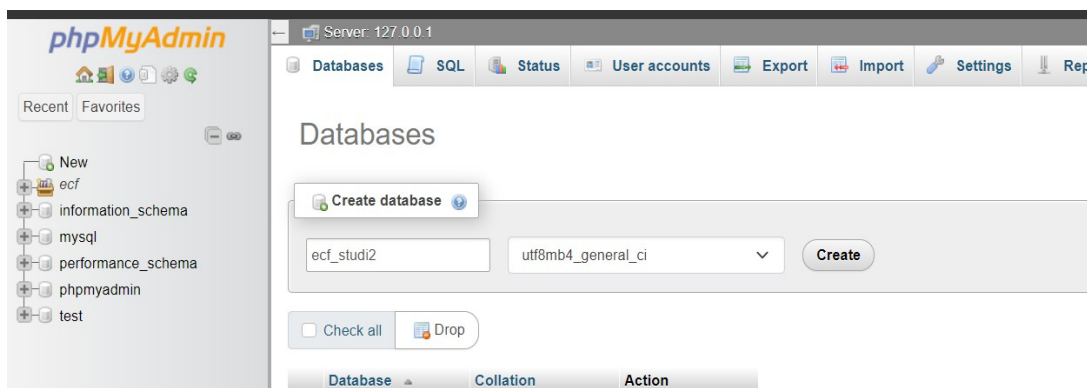 phpMyAdmin
Recent Favorites
New
ecf
information_schema
mysql
performance_schema
phpmyadmin
test
Server: 127.0.0.1
Databases SQL Status User accounts Export Import Settings Rep
Databases
Create database
ecf_studi2 utf8mb4_general_ci Create
Check all Drop
Database Collation Action